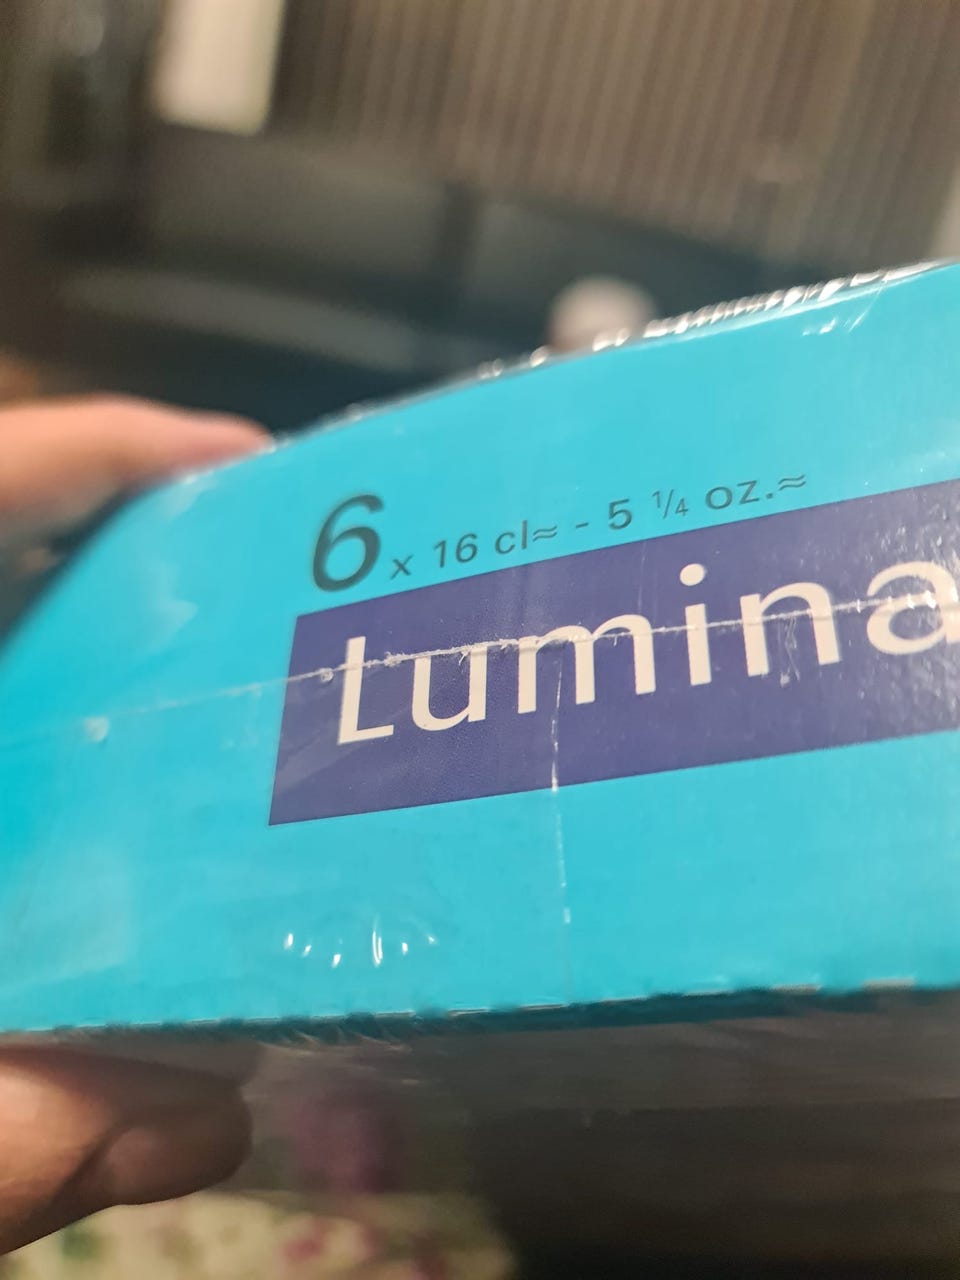 6 x 16 cl≈ - 5 1/4 oz.≈
Lumina